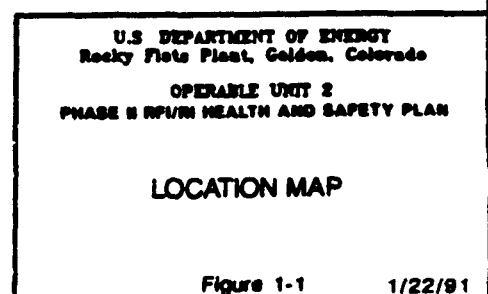 U.S DEPARTMENT OF ENERGY
Rocky Flats Plant, Golden, Colorado
OPERABLE UNIT 2
PHASE II RFI/RI HEALTH AND SAFETY PLAN
LOCATION MAP
Figure 1-1 1/22/91